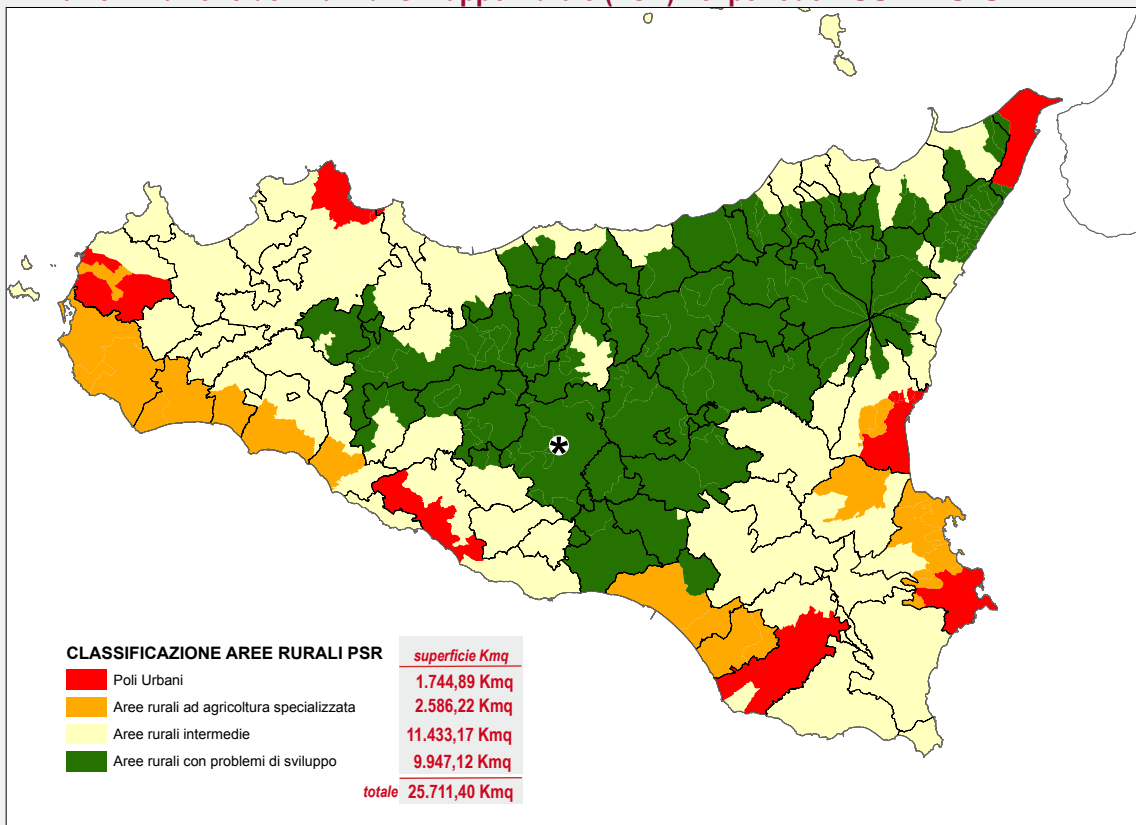 CLASSIFICAZIONE AREE RURALI PSR superficie Kmq
Poli Urbani 1.744,89 Kmq
Aree rurali ad agricoltura specializzata 2.586,22 Kmq
Aree rurali intermedie 11.433,17 Kmq
Aree rurali con problemi di sviluppo 9.947,12 Kmq
totale 25.711,40 Kmq